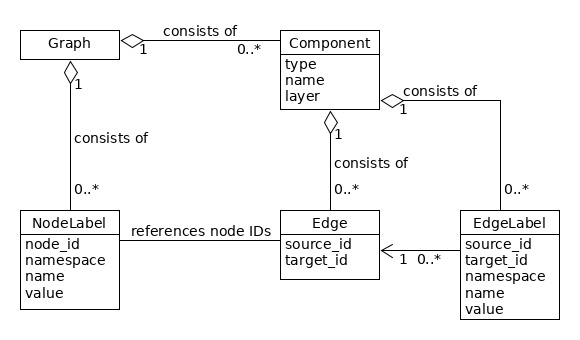 consists of
Graph
1
0..*
Component
type
name
layer
1
consists of
1
1
consists of
consists of
0..*
0..*
0..*
NodeLabel
node_id
namespace
name
value
references node IDs
Edge
source_id
target_id
1 0..*
EdgeLabel
source_id
target_id
namespace
name
value